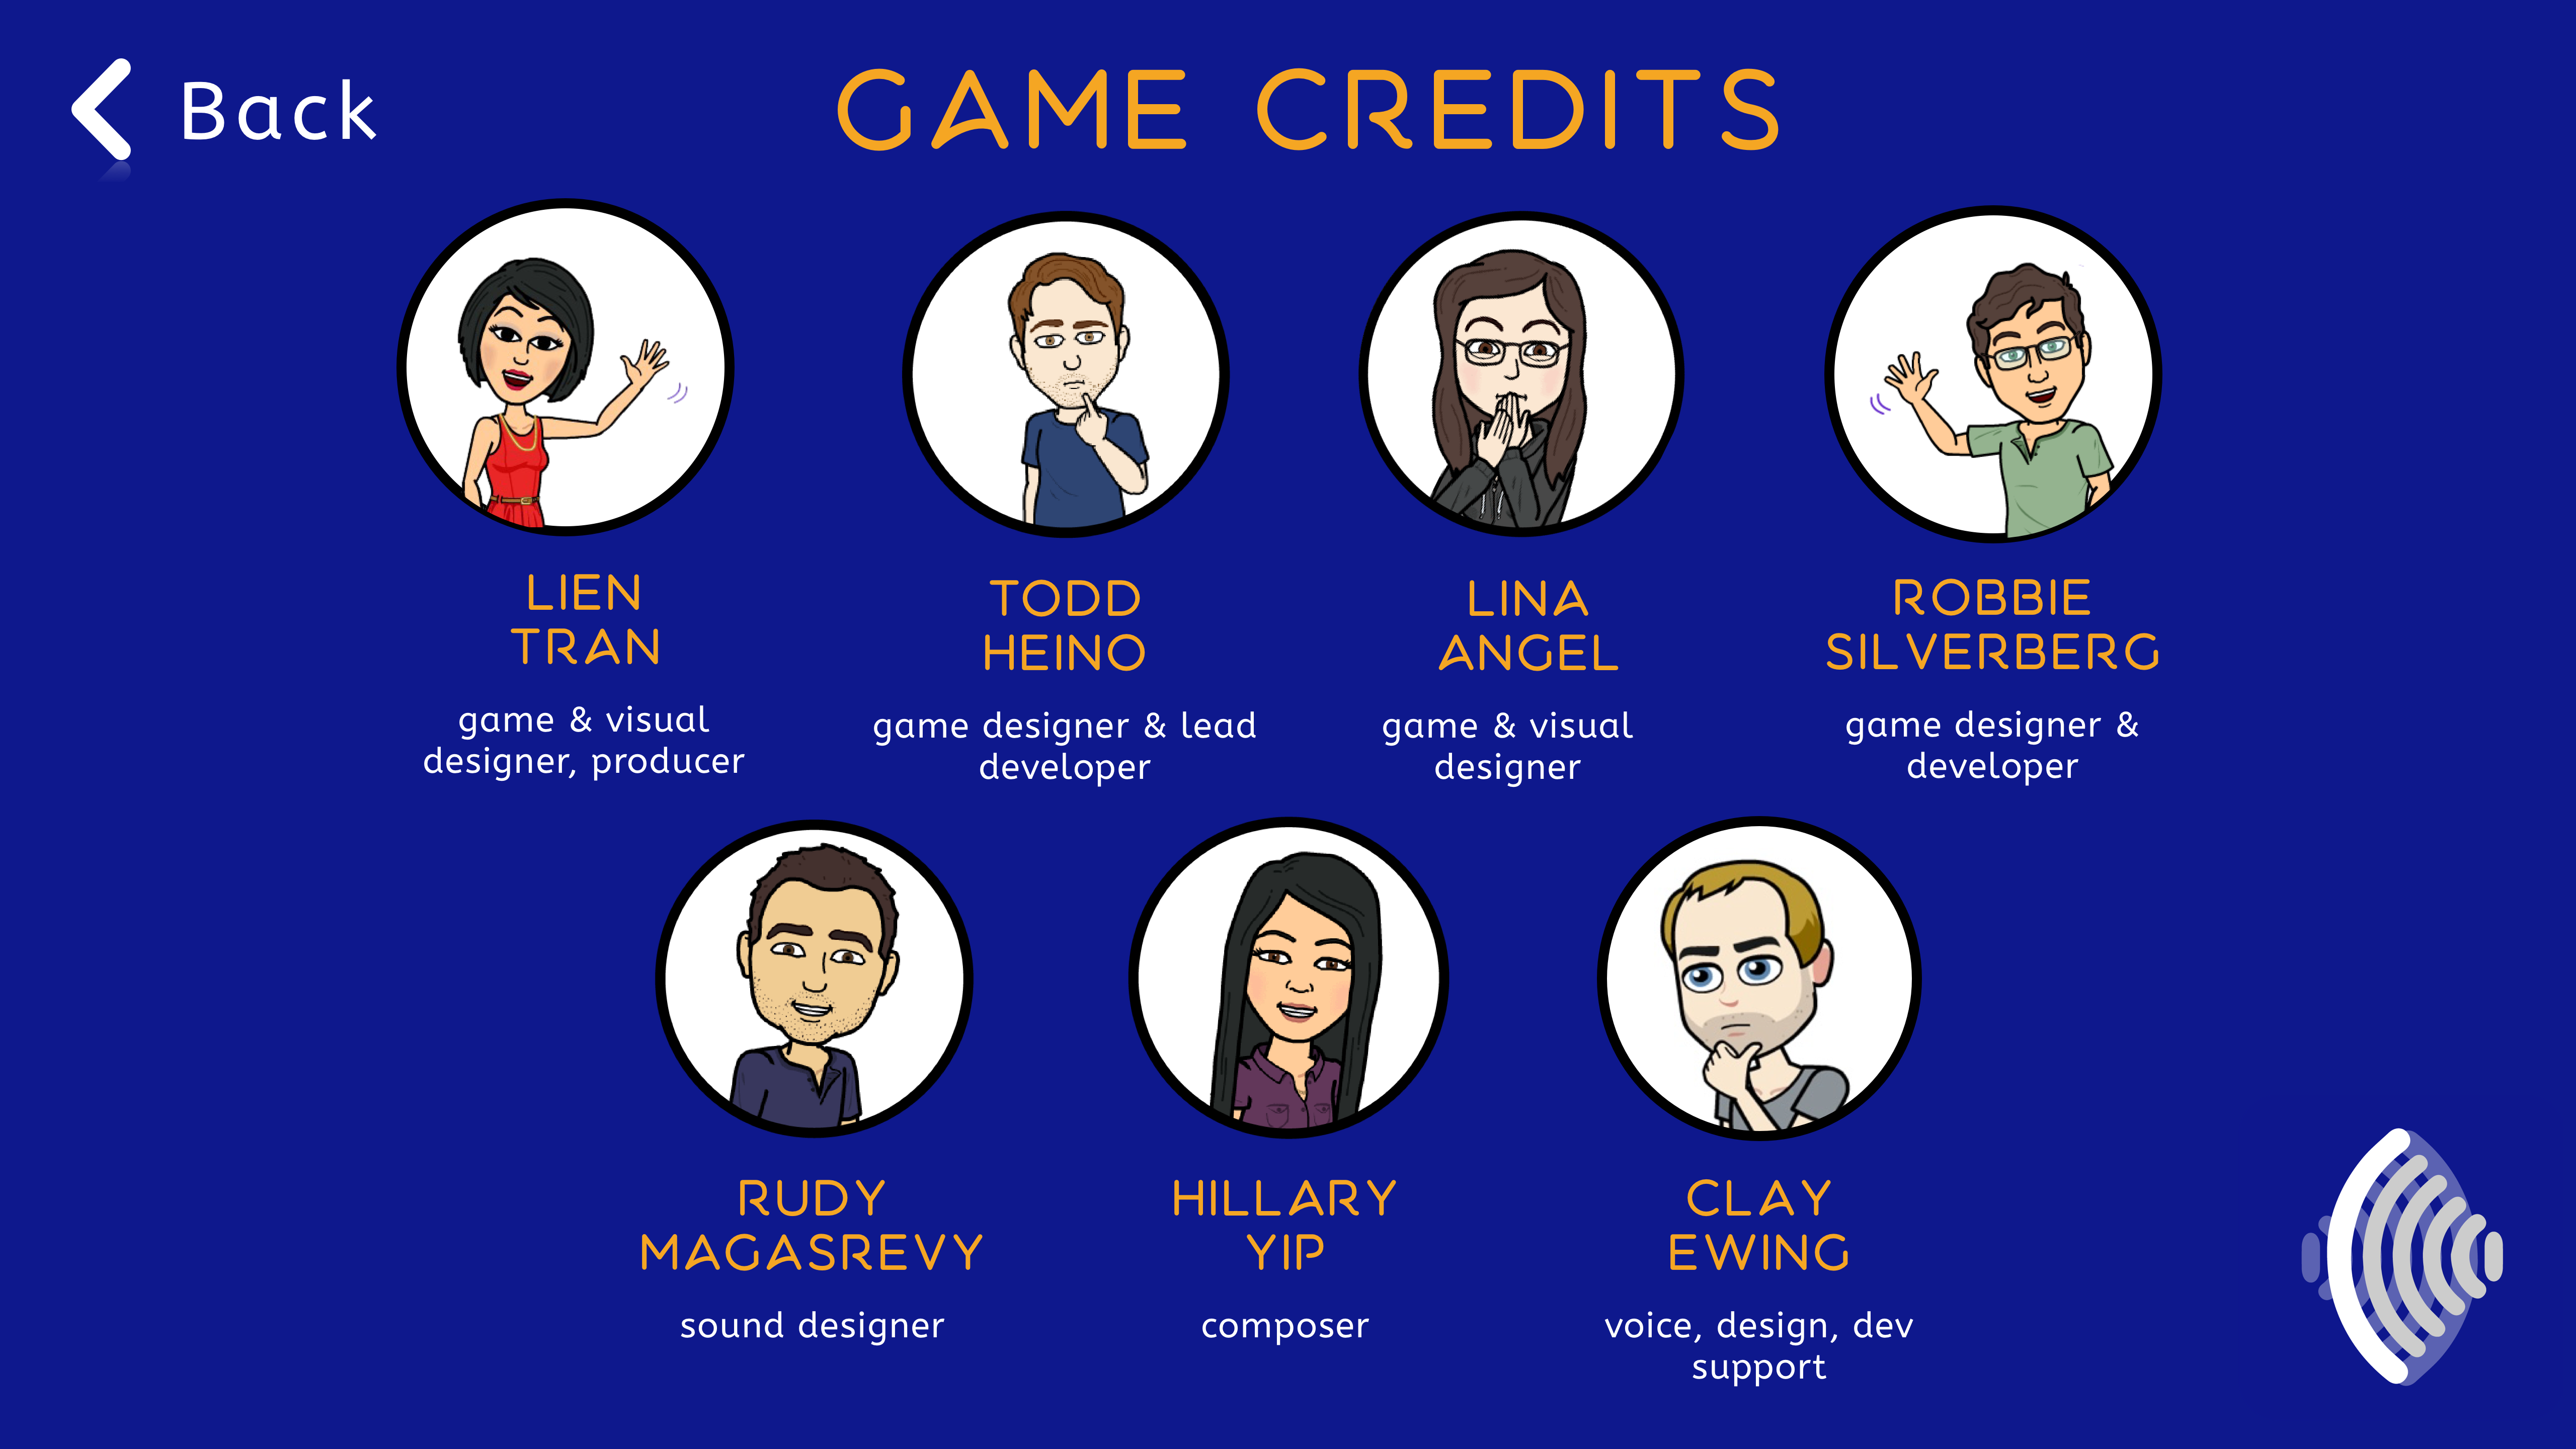 Back
GAME CREDITS
LIEN
TRAN
game & visual
designer, producer
TODD
HEINO
game designer & lead
developer
LINA
ANGEL
game & visual
designer
ROBBIE
SILVERBERG
game designer &
developer
RUDY
MAGASREVY
sound designer
HILLARY
YIP
composer
CLAY
EWING
voice, design, dev
support